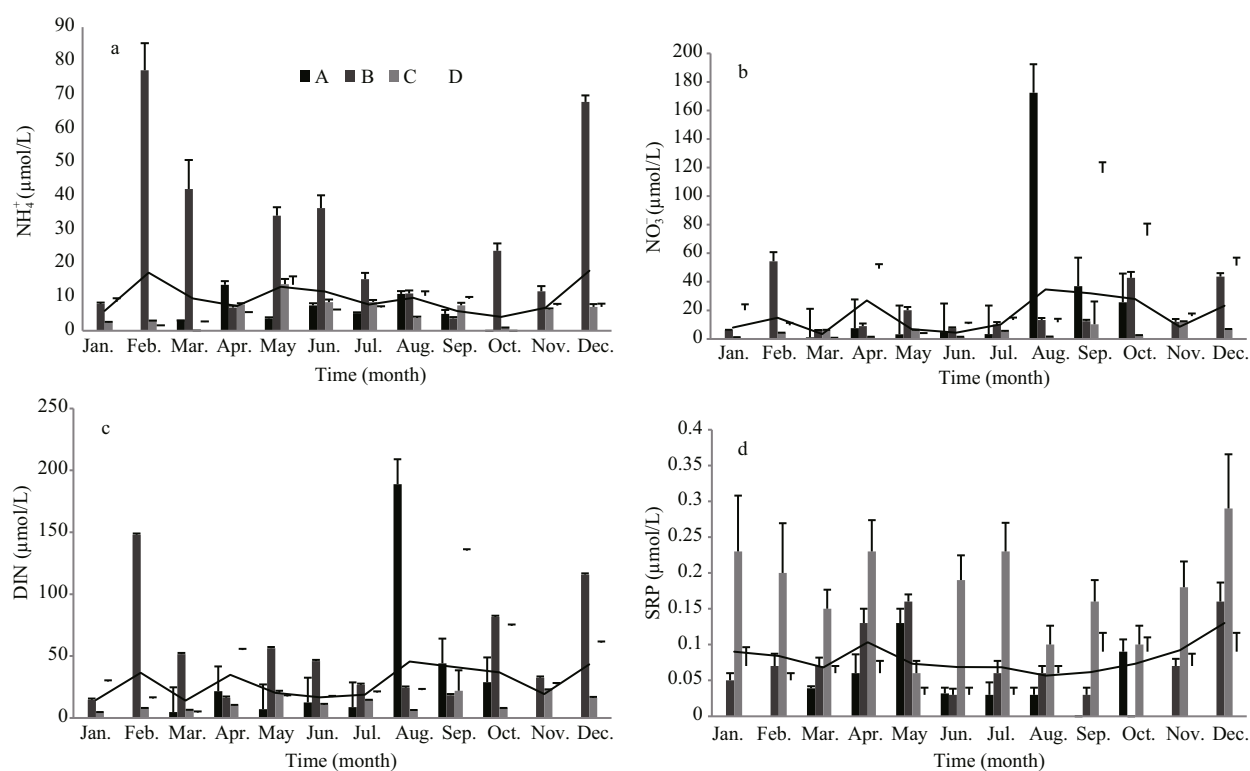 a
A B C D
90
80
70
60
50
40
30
20
10
0
NH₄⁺ (µmol/L)
Jan. Feb. Mar. Apr. May Jun. Jul. Aug. Sep. Oct. Nov. Dec.
Time (month)
b
200
180
160
140
120
100
80
60
40
20
0
NO₃⁻ (µmol/L)
Jan. Feb. Mar. Apr. May Jun. Jul. Aug. Sep. Oct. Nov. Dec.
Time (month)
c
250
200
150
100
50
0
DIN (µmol/L)
Jan. Feb. Mar. Apr. May Jun. Jul. Aug. Sep. Oct. Nov. Dec.
Time (month)
d
0.4
0.35
0.3
0.25
0.2
0.15
0.1
0.05
0
SRP (µmol/L)
Jan. Feb. Mar. Apr. May Jun. Jul. Aug. Sep. Oct. Nov. Dec.
Time (month)